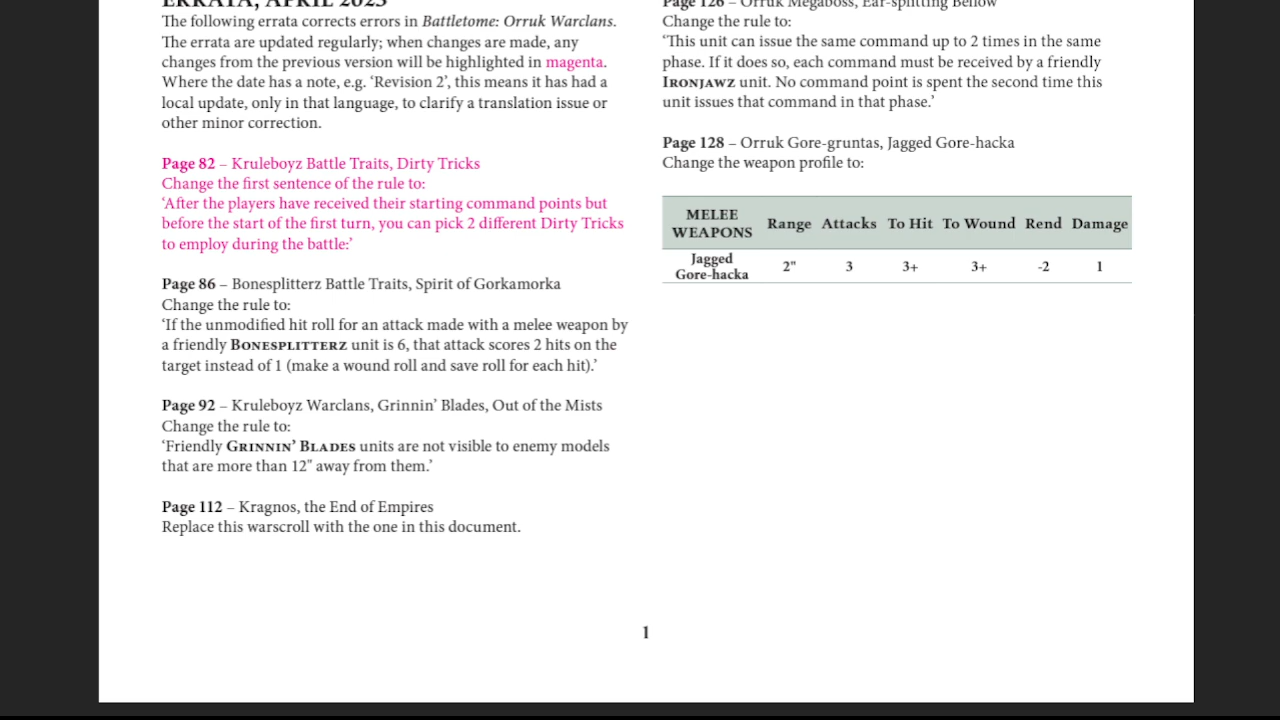 ERRATA, APRIL 2023
The following errata corrects errors in Battletome: Orruk Warclans.
The errata are updated regularly; when changes are made, any
changes from the previous version will be highlighted in magenta.
Where the date has a note, e.g. ‘Revision 2’, this means it has had a
local update, only in that language, to clarify a translation issue or
other minor correction.
Page 82 – Kruleboyz Battle Traits, Dirty Tricks
Change the first sentence of the rule to:
‘After the players have received their starting command points but
before the start of the first turn, you can pick 2 different Dirty Tricks
to employ during the battle:’
Page 86 – Bonesplitterz Battle Traits, Spirit of Gorkamorka
Change the rule to:
‘If the unmodified hit roll for an attack made with a melee weapon by
a friendly BONESPLITTERZ unit is 6, that attack scores 2 hits on the
target instead of 1 (make a wound roll and save roll for each hit).’
Page 92 – Kruleboyz Warclans, Grinnin’ Blades, Out of the Mists
Change the rule to:
‘Friendly GRINNIN’ BLADES units are not visible to enemy models
that are more than 12" away from them.’
Page 112 – Kragnos, the End of Empires
Replace this warscroll with the one in this document.
Page 126 – Orruk Megaboss, Ear-splitting Bellow
Change the rule to:
‘This unit can issue the same command up to 2 times in the same
phase. If it does so, each command must be received by a friendly
IRONJAWZ unit. No command point is spent the second time this
unit issues that command in that phase.’
Page 128 – Orruk Gore-gruntas, Jagged Gore-hacka
Change the weapon profile to:
MELEE WEAPONS Range Attacks To Hit To Wound Rend Damage
Jagged Gore-hacka 2" 3 3+ 3+ -2 1
1